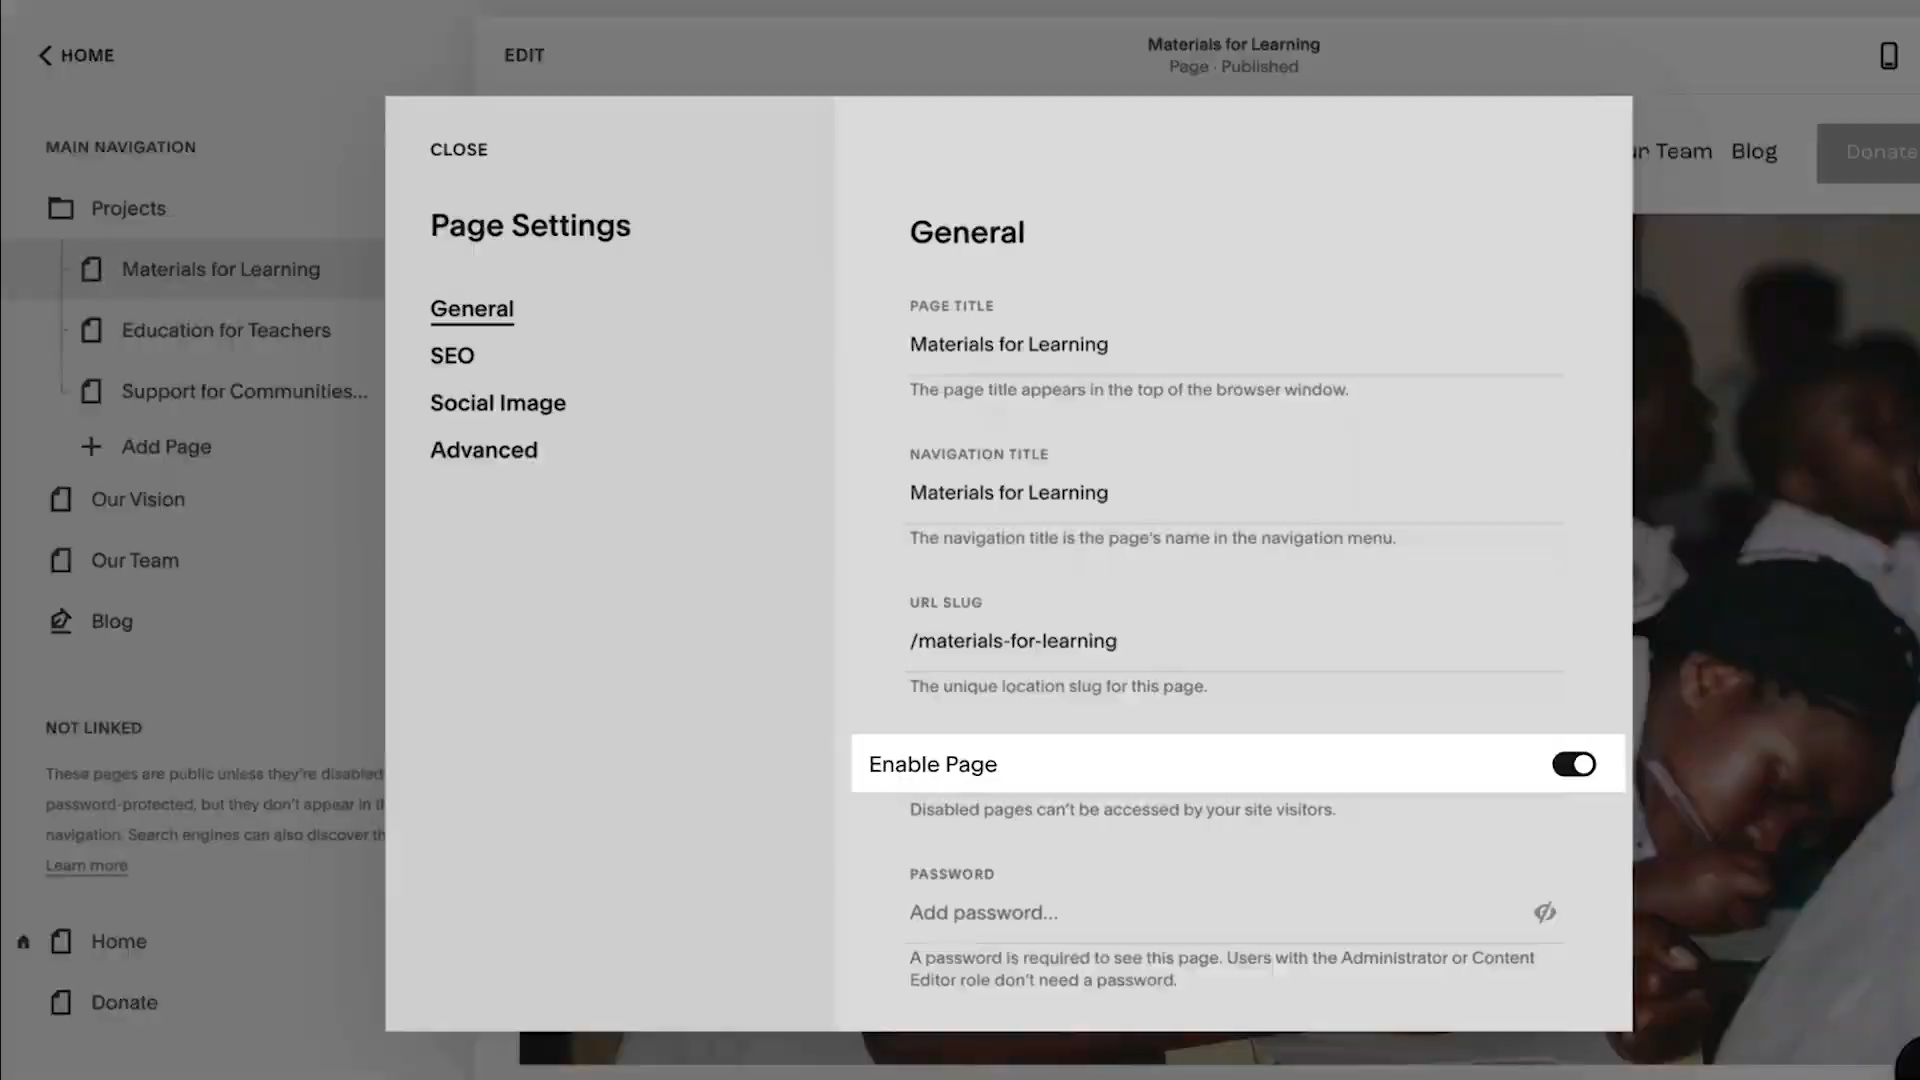 HOME
EDIT
Materials for Learning
Page · Published
MAIN NAVIGATION
Projects
Materials for Learning
Education for Teachers
Support for Communities...
Add Page
Our Vision
Our Team
Blog
NOT LINKED
These pages are public unless they're disabled
password-protected, but they don't appear in
navigation. Search engines can also discover
Learn more
Home
Donate
CLOSE
Page Settings
General
SEO
Social Image
Advanced
General
PAGE TITLE
Materials for Learning
The page title appears in the top of the browser window.
NAVIGATION TITLE
Materials for Learning
The navigation title is the page's name in the navigation menu.
URL SLUG
/materials-for-learning
The unique location slug for this page.
Enable Page
Disabled pages can't be accessed by your site visitors.
PASSWORD
Add password...
A password is required to see this page. Users with the Administrator or Content
Editor role don't need a password.
Team Blog
Donate